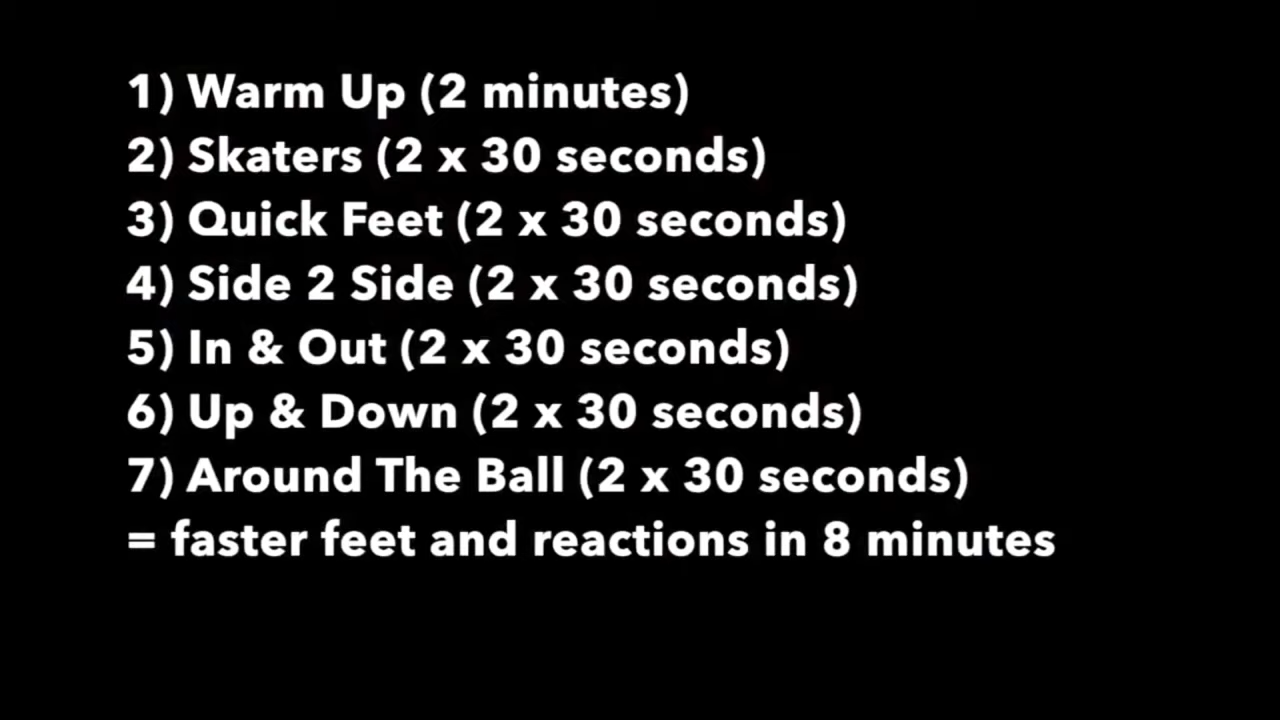 1) Warm Up (2 minutes)
2) Skaters (2 x 30 seconds)
3) Quick Feet (2 x 30 seconds)
4) Side 2 Side (2 x 30 seconds)
5) In & Out (2 x 30 seconds)
6) Up & Down (2 x 30 seconds)
7) Around The Ball (2 x 30 seconds)
= faster feet and reactions in 8 minutes